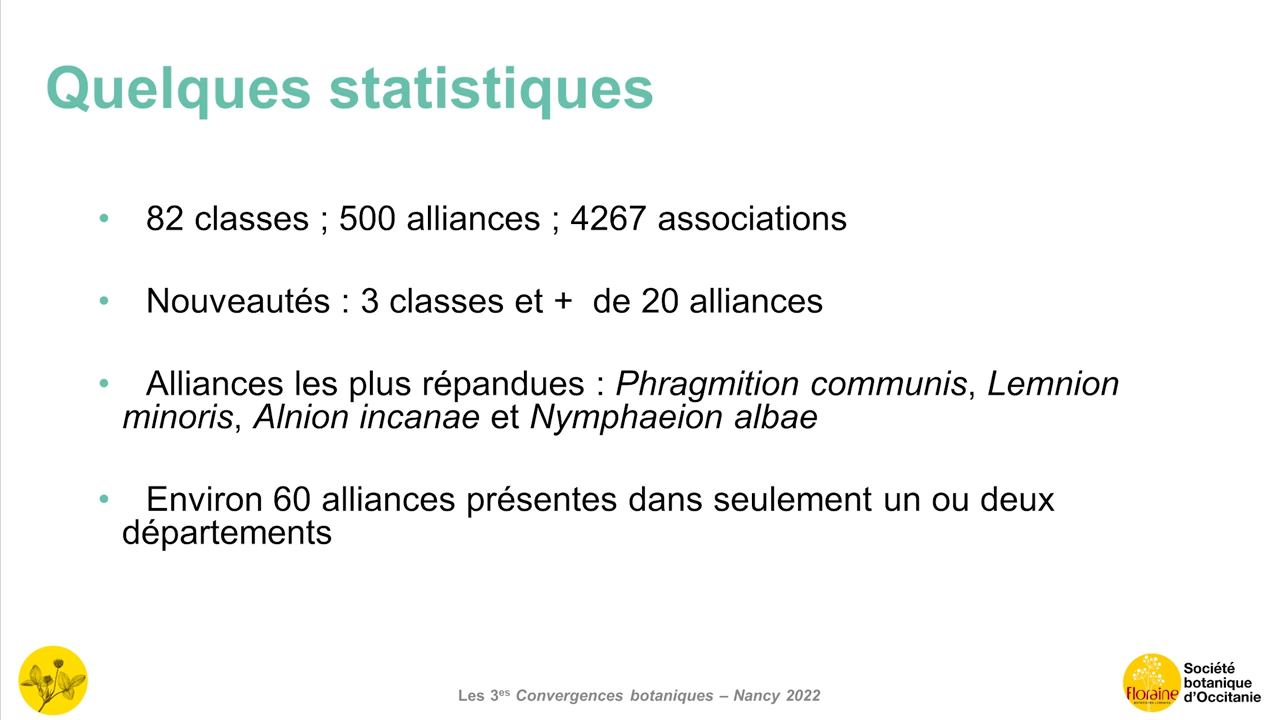 Quelques statistiques
• 82 classes ; 500 alliances ; 4267 associations
• Nouveautés : 3 classes et + de 20 alliances
• Alliances les plus répandues : Phragmition communis, Lemnion
minoris, Alnion incanae et Nymphaeion albae
• Environ 60 alliances présentes dans seulement un ou deux
départements
Les 3es Convergences botaniques – Nancy 2022
Floraine
Société
botanique
d'Occitanie